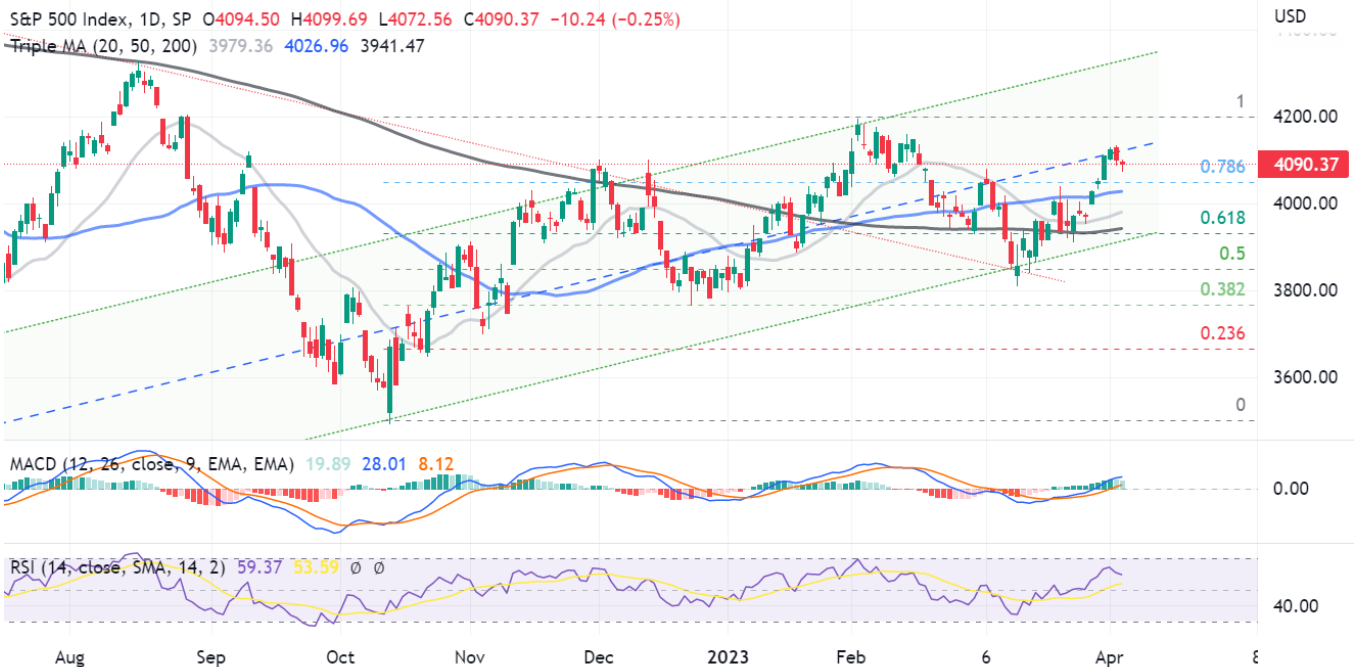 S&P 500 Index, 1D, SP O4094.50 H4099.69 L4072.56 C4090.37 −10.24 (−0.25%)
USD
Triple MA (20, 50, 200) 3979.36 4026.96 3941.47
1
4200.00
4090.37
0.786
4000.00
0.618
0.5
3800.00
0.382
0.236
3600.00
0
MACD (12, 26, close, 9, EMA, EMA) 19.89 28.01 8.12
0.00
RSI (14, close, SMA, 14, 2) 59.37 53.59 ∅ ∅
40.00
Aug Sep Oct Nov Dec 2023 Feb 6 Apr